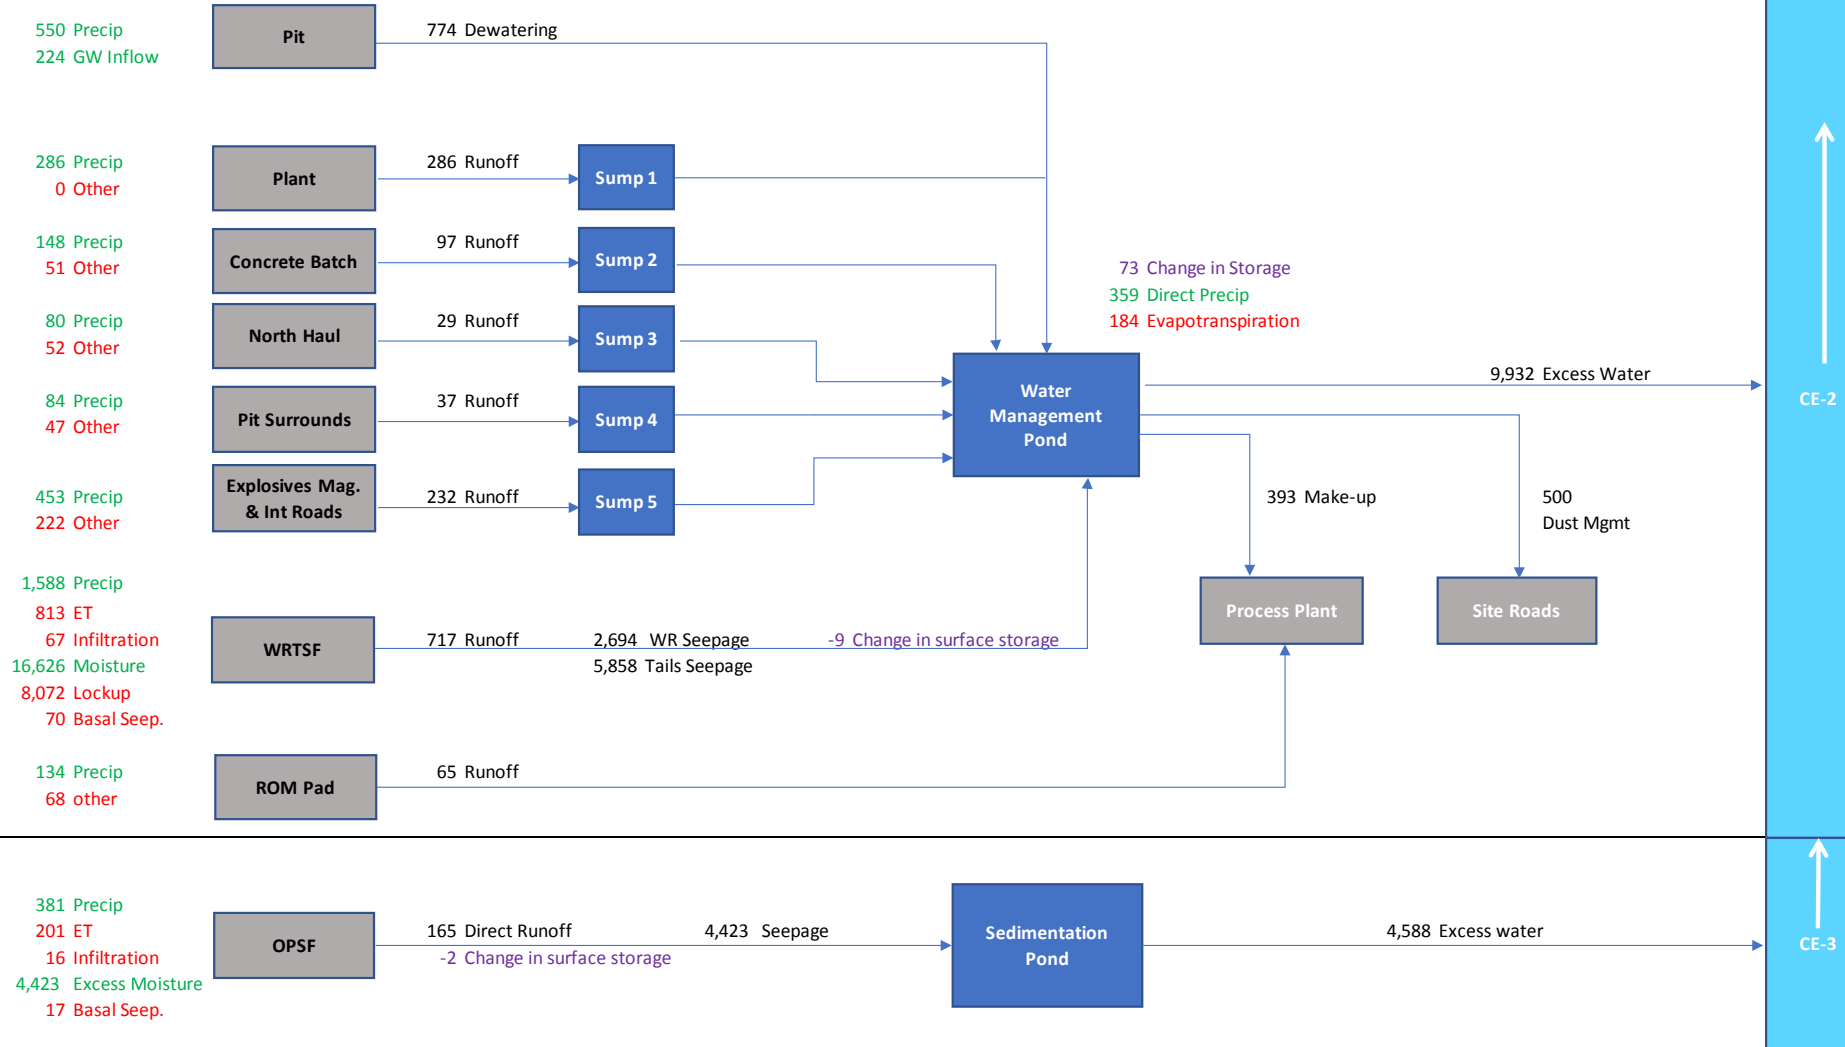 550 Precip
224 GW Inflow
Pit
774 Dewatering
286 Precip
0 Other
Plant
286 Runoff
Sump 1
148 Precip
51 Other
Concrete Batch
97 Runoff
Sump 2
73 Change in Storage
359 Direct Precip
184 Evapotranspiration
80 Precip
52 Other
North Haul
29 Runoff
Sump 3
84 Precip
47 Other
Pit Surrounds
37 Runoff
Sump 4
Water
Management
Pond
9,932 Excess Water
CE-2
453 Precip
222 Other
Explosives Mag.
& Int Roads
232 Runoff
Sump 5
393 Make-up
500
Dust Mgmt
1,588 Precip
813 ET
67 Infiltration
16,626 Moisture
8,072 Lockup
70 Basal Seep.
WRTSF
717 Runoff
2,694 WR Seepage
5,858 Tails Seepage
-9 Change in surface storage
Process Plant
Site Roads
134 Precip
68 other
ROM Pad
65 Runoff
381 Precip
201 ET
16 Infiltration
4,423 Excess Moisture
17 Basal Seep.
OPSF
165 Direct Runoff
-2 Change in surface storage
4,423 Seepage
Sedimentation
Pond
4,588 Excess water
CE-3